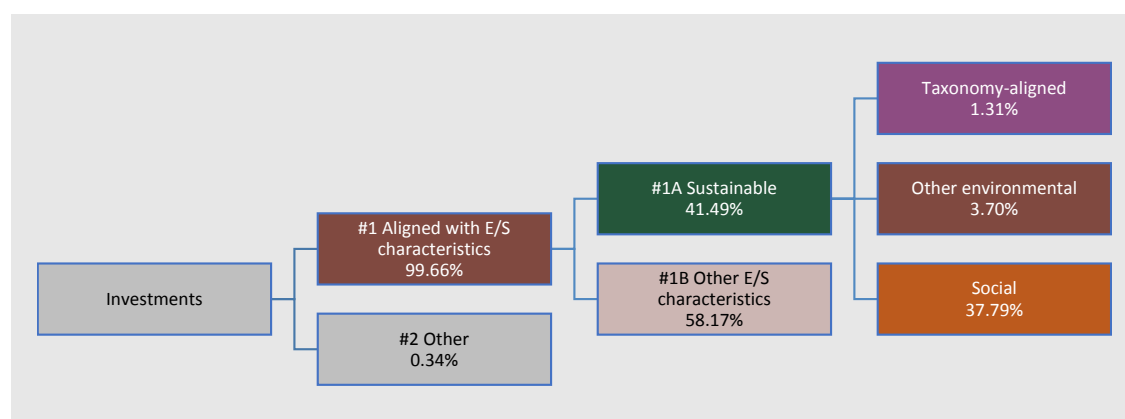 Investments
#1 Aligned with E/S
characteristics
99.66%
#2 Other
0.34%
#1A Sustainable
41.49%
#1B Other E/S
characteristics
58.17%
Taxonomy-aligned
1.31%
Other environmental
3.70%
Social
37.79%